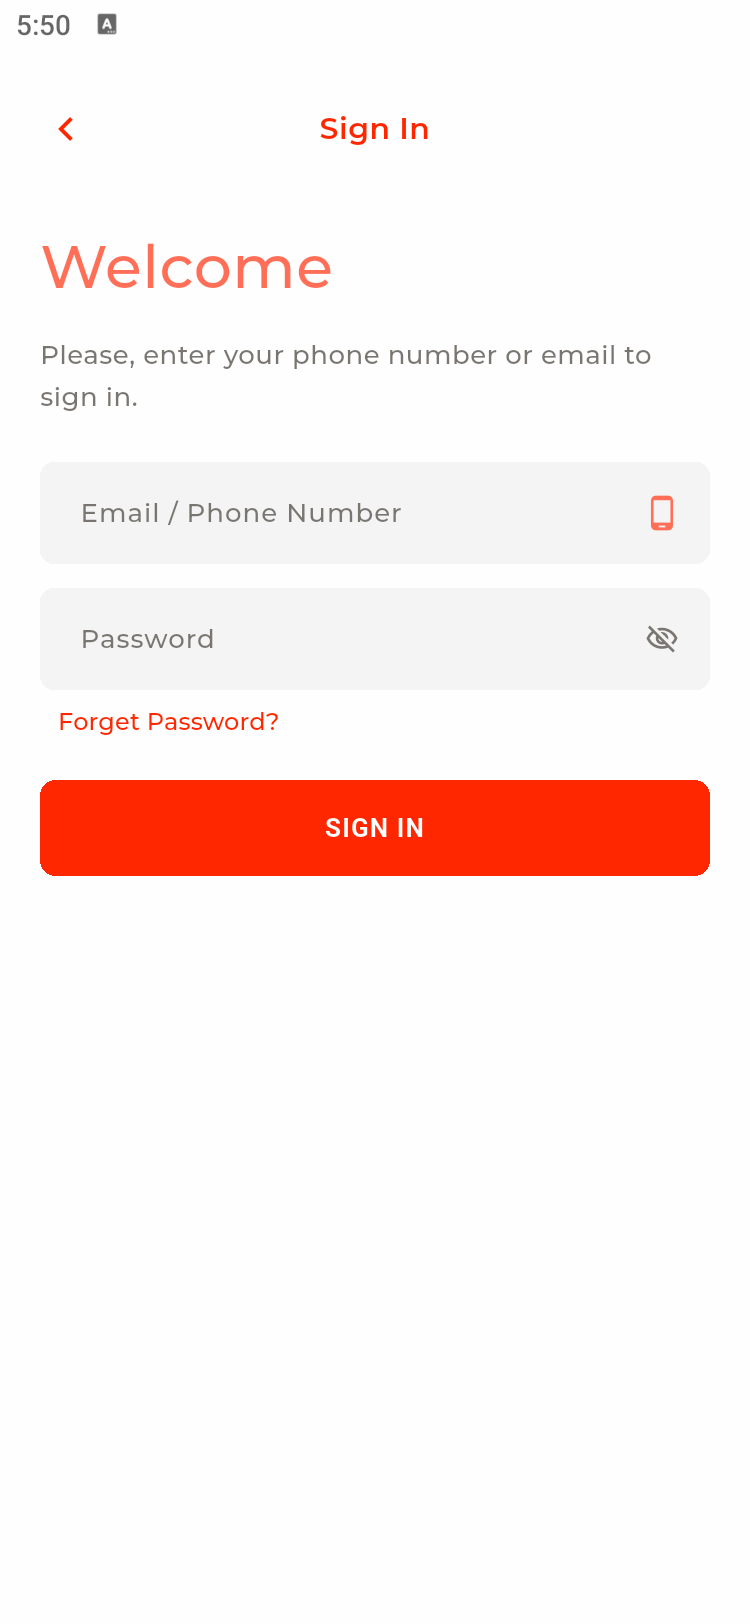 5:50
Sign In
Welcome
Please, enter your phone number or email to
sign in.
Email / Phone Number
Password
Forget Password?
SIGN IN